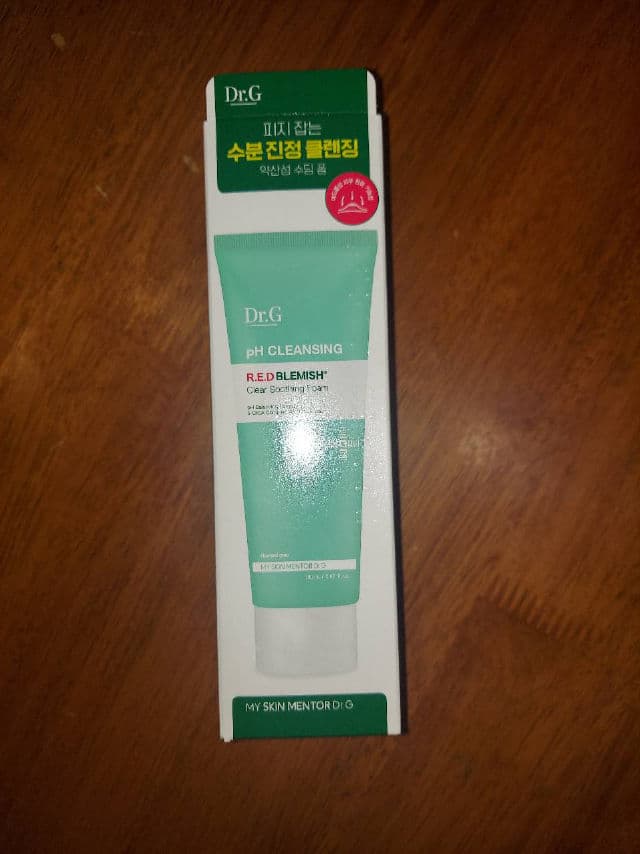 Dr.G
피지 잡는
수분 진정 클렌징
약산성 수딩 폼
Dr.G
pH CLEANSING
R.E.D BLEMISH®
Clear Soothing Foam
MY SKIN MENTOR Dr.G
MY SKIN MENTOR Dr.G